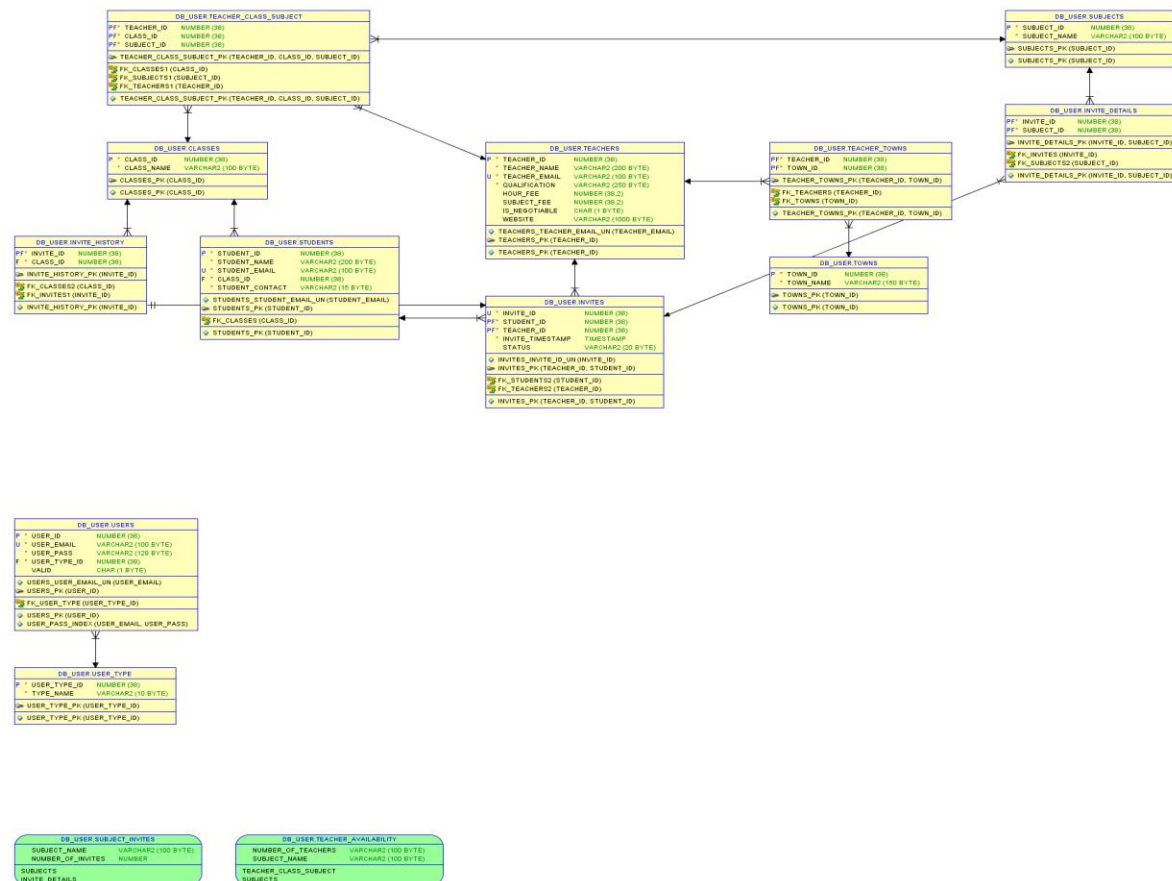 DB_USER.TEACHER_CLASS_SUBJECT
PF* TEACHER_ID NUMBER (38)
PF* CLASS_ID NUMBER (38)
PF* SUBJECT_ID NUMBER (38)
TEACHER_CLASS_SUBJECT_PK (TEACHER_ID, CLASS_ID, SUBJECT_ID)
FK_CLASSES1 (CLASS_ID)
FK_SUBJECTS1 (SUBJECT_ID)
FK_TEACHERS1 (TEACHER_ID)
TEACHER_CLASS_SUBJECT_PK (TEACHER_ID, CLASS_ID, SUBJECT_ID)
DB_USER.SUBJECTS
P * SUBJECT_ID NUMBER (38)
* SUBJECT_NAME VARCHAR2 (100 BYTE)
SUBJECTS_PK (SUBJECT_ID)
SUBJECTS_PK (SUBJECT_ID)
DB_USER.INVITE_DETAILS
PF* INVITE_ID NUMBER (38)
PF* SUBJECT_ID NUMBER (38)
INVITE_DETAILS_PK (INVITE_ID, SUBJECT_ID)
FK_INVITES (INVITE_ID)
FK_SUBJECTS2 (SUBJECT_ID)
INVITE_DETAILS_PK (INVITE_ID, SUBJECT_ID)
DB_USER.CLASSES
P * CLASS_ID NUMBER (38)
* CLASS_NAME VARCHAR2 (100 BYTE)
CLASSES_PK (CLASS_ID)
CLASSES_PK (CLASS_ID)
DB_USER.TEACHERS
P * TEACHER_ID NUMBER (38)
* TEACHER_NAME VARCHAR2 (200 BYTE)
U * TEACHER_EMAIL VARCHAR2 (100 BYTE)
* QUALIFICATION VARCHAR2 (250 BYTE)
HOUR_FEE NUMBER (38,2)
SUBJECT_FEE NUMBER (38,2)
IS_NEGOTIABLE CHAR (1 BYTE)
WEBSITE VARCHAR2 (1000 BYTE)
TEACHERS_TEACHER_EMAIL_UN (TEACHER_EMAIL)
TEACHERS_PK (TEACHER_ID)
TEACHERS_PK (TEACHER_ID)
DB_USER.TEACHER_TOWNS
PF* TEACHER_ID NUMBER (38)
PF* TOWN_ID NUMBER (38)
TEACHER_TOWNS_PK (TEACHER_ID, TOWN_ID)
FK_TEACHERS (TEACHER_ID)
FK_TOWNS (TOWN_ID)
TEACHER_TOWNS_PK (TEACHER_ID, TOWN_ID)
DB_USER.INVITE_HISTORY
PF* INVITE_ID NUMBER (38)
F * CLASS_ID NUMBER (38)
INVITE_HISTORY_PK (INVITE_ID)
FK_CLASSES2 (CLASS_ID)
FK_INVITES1 (INVITE_ID)
INVITE_HISTORY_PK (INVITE_ID)
DB_USER.STUDENTS
P * STUDENT_ID NUMBER (38)
* STUDENT_NAME VARCHAR2 (200 BYTE)
U * STUDENT_EMAIL VARCHAR2 (100 BYTE)
F * CLASS_ID NUMBER (38)
* STUDENT_CONTACT VARCHAR2 (15 BYTE)
STUDENTS_STUDENT_EMAIL_UN (STUDENT_EMAIL)
STUDENTS_PK (STUDENT_ID)
FK_CLASSES (CLASS_ID)
STUDENTS_PK (STUDENT_ID)
DB_USER.TOWNS
P * TOWN_ID NUMBER (38)
* TOWN_NAME VARCHAR2 (150 BYTE)
TOWNS_PK (TOWN_ID)
TOWNS_PK (TOWN_ID)
DB_USER.INVITES
U * INVITE_ID NUMBER (38)
PF* STUDENT_ID NUMBER (38)
PF* TEACHER_ID NUMBER (38)
* INVITE_TIMESTAMP TIMESTAMP
STATUS VARCHAR2 (20 BYTE)
INVITES_INVITE_ID_UN (INVITE_ID)
INVITES_PK (TEACHER_ID, STUDENT_ID)
FK_STUDENTS2 (STUDENT_ID)
FK_TEACHERS2 (TEACHER_ID)
INVITES_PK (TEACHER_ID, STUDENT_ID)
DB_USER.USERS
P * USER_ID NUMBER (38)
U * USER_EMAIL VARCHAR2 (100 BYTE)
* USER_PASS VARCHAR2 (128 BYTE)
F * USER_TYPE_ID NUMBER (38)
VALID CHAR (1 BYTE)
USERS_USER_EMAIL_UN (USER_EMAIL)
USERS_PK (USER_ID)
FK_USER_TYPE (USER_TYPE_ID)
USERS_PK (USER_ID)
USER_PASS_INDEX (USER_EMAIL, USER_PASS)
DB_USER.USER_TYPE
P * USER_TYPE_ID NUMBER (38)
* TYPE_NAME VARCHAR2 (10 BYTE)
USER_TYPE_PK (USER_TYPE_ID)
USER_TYPE_PK (USER_TYPE_ID)
DB_USER.SUBJECT_INVITES
SUBJECT_NAME VARCHAR2 (100 BYTE)
NUMBER_OF_INVITES NUMBER
SUBJECTS
INVITE_DETAILS
DB_USER.TEACHER_AVAILABILITY
NUMBER_OF_TEACHERS VARCHAR2 (100 BYTE)
SUBJECT_NAME VARCHAR2 (100 BYTE)
TEACHER_CLASS_SUBJECT
SUBJECTS